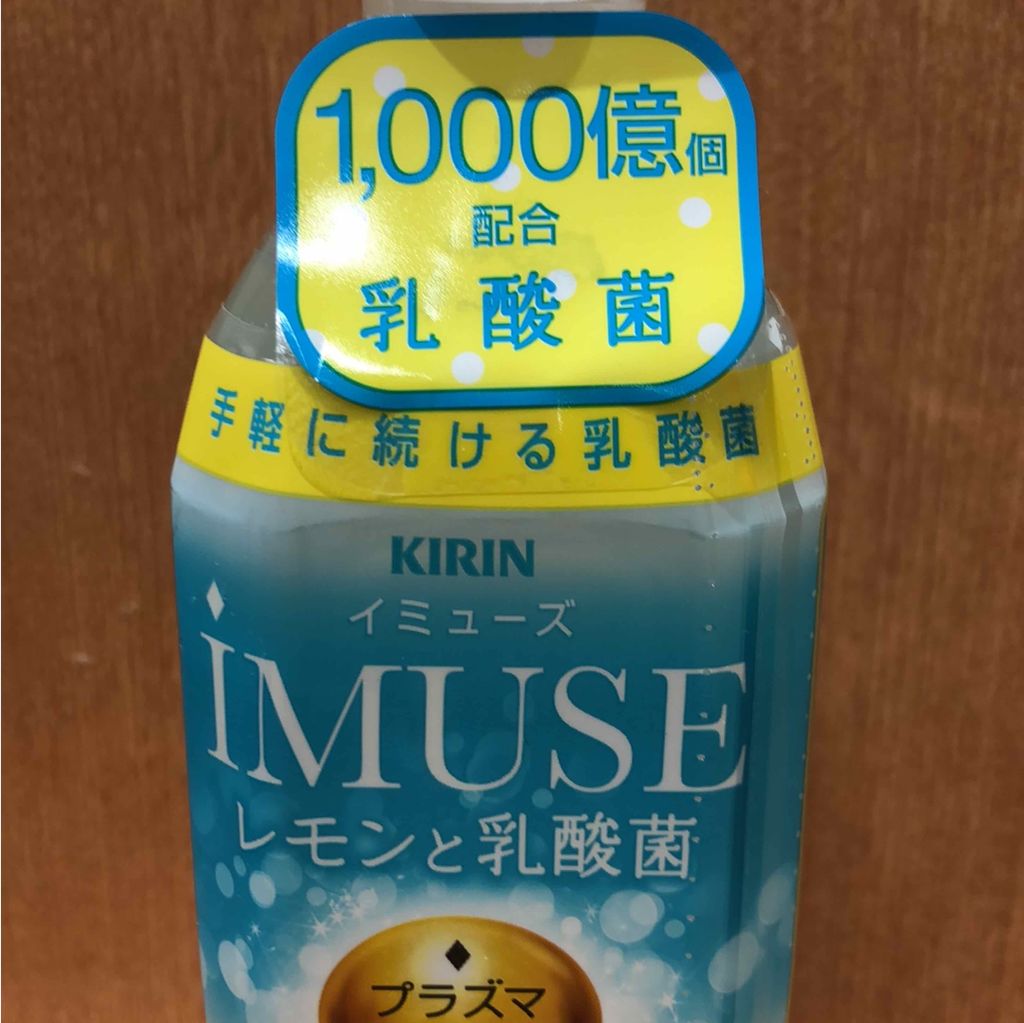 1,000億個
配合
乳酸菌
手軽に続ける乳酸菌
KIRIN
イミューズ
iMUSE
レモンと乳酸菌
プラズマ